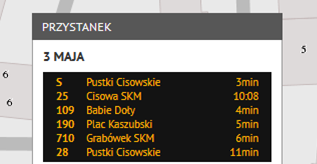 PRZYSTANEK
3 MAJA
S Pustki Cisowskie 3min
25 Cisowa SKM 10:08
109 Babie Doły 4min
190 Plac Kaszubski 5min
710 Grabówek SKM 6min
28 Pustki Cisowskie 11min
6
6
5